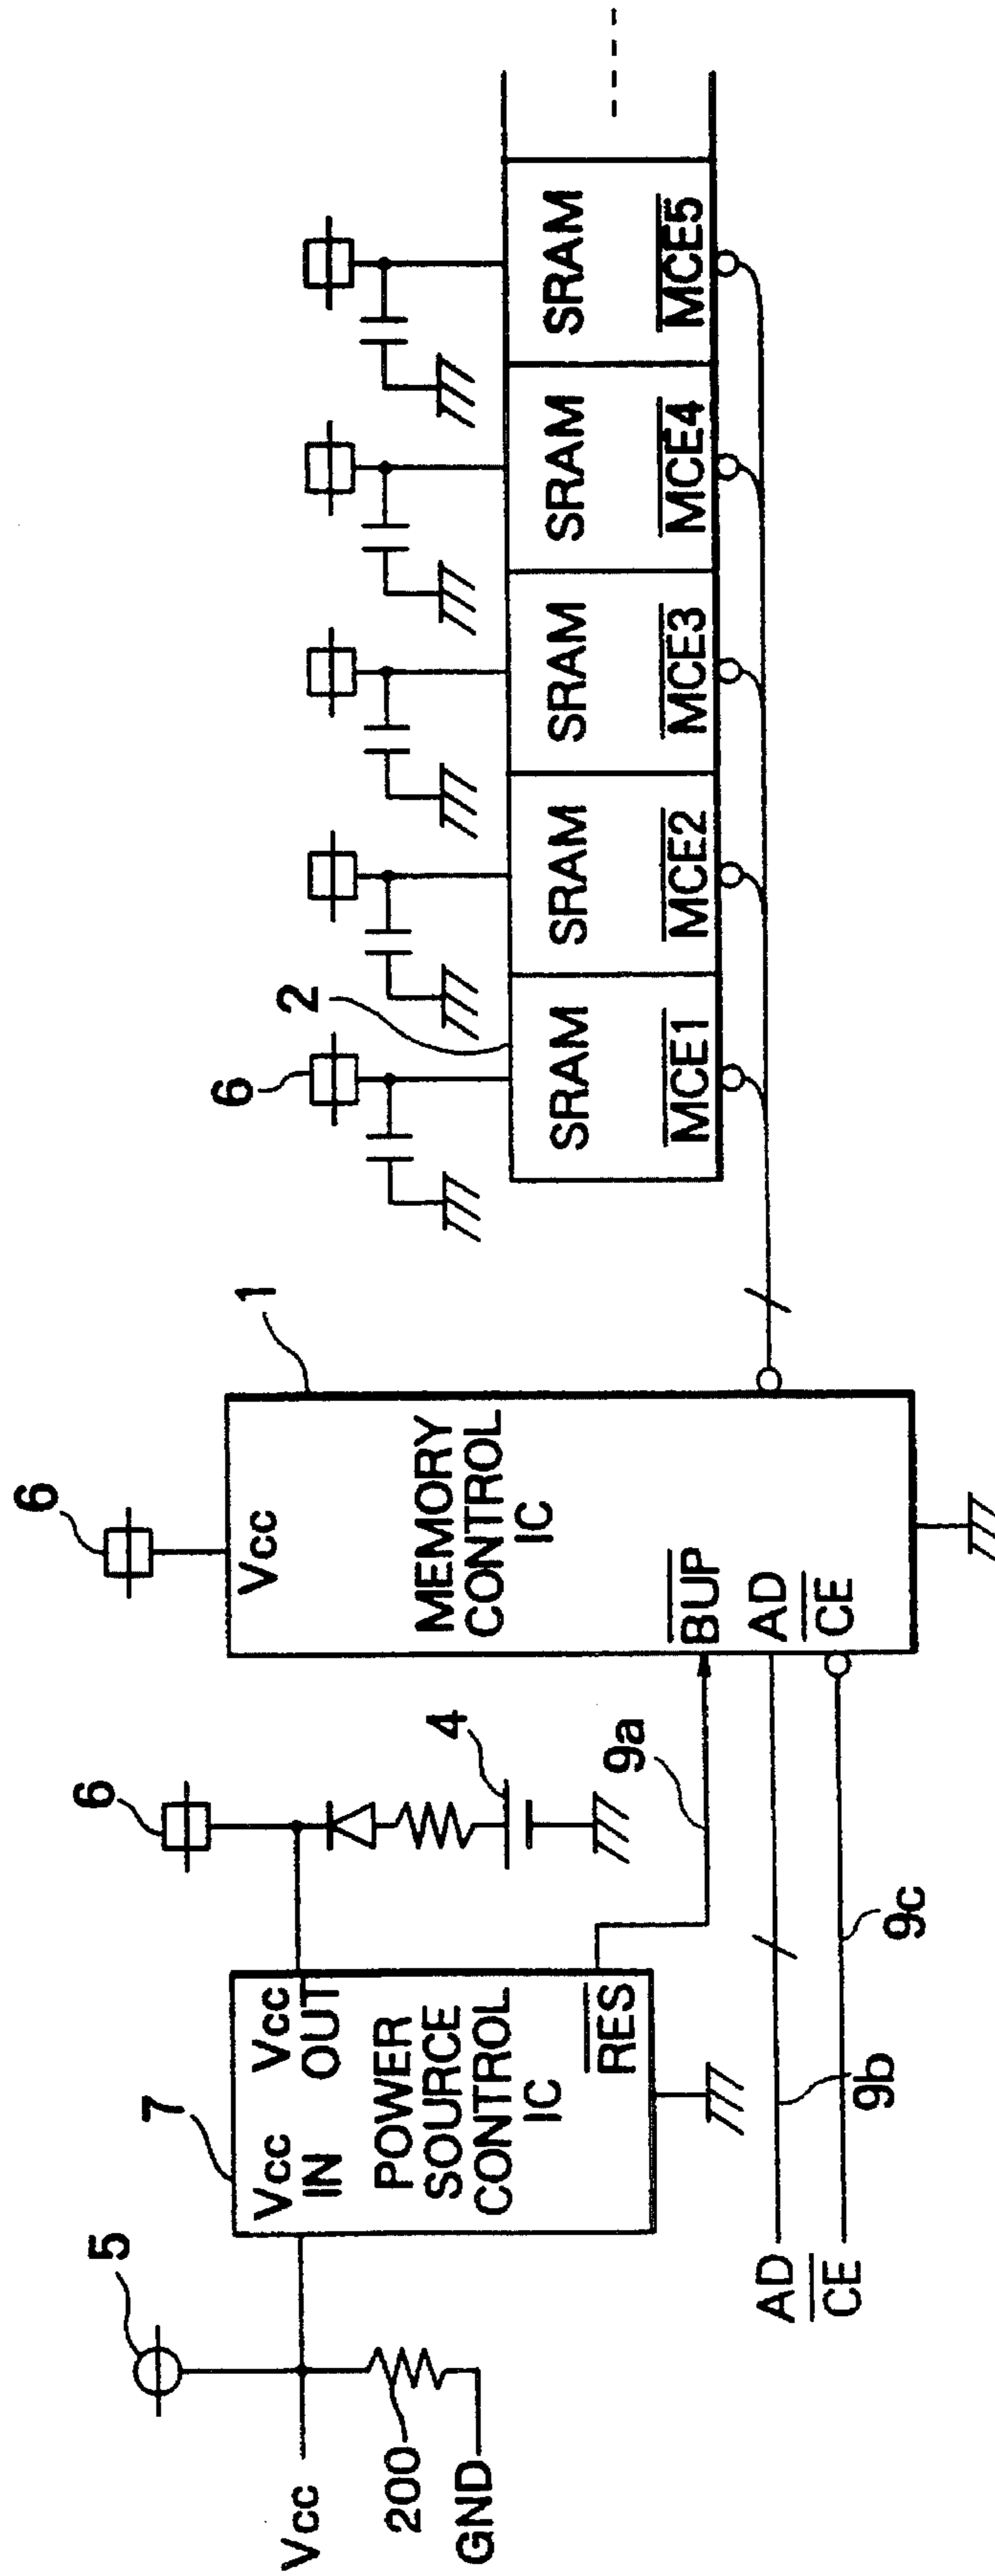 Vcc
200
GND
5
7
Vcc
IN
Vcc
OUT
POWER
SOURCE
CONTROL
IC
RES
6
4
9a
AD
CE
9b
9c
6
1
Vcc
MEMORY
CONTROL
IC
BUP
AD
CE
6
2
SRAM
MCE1
SRAM
MCE2
SRAM
MCE3
SRAM
MCE4
SRAM
MCE5